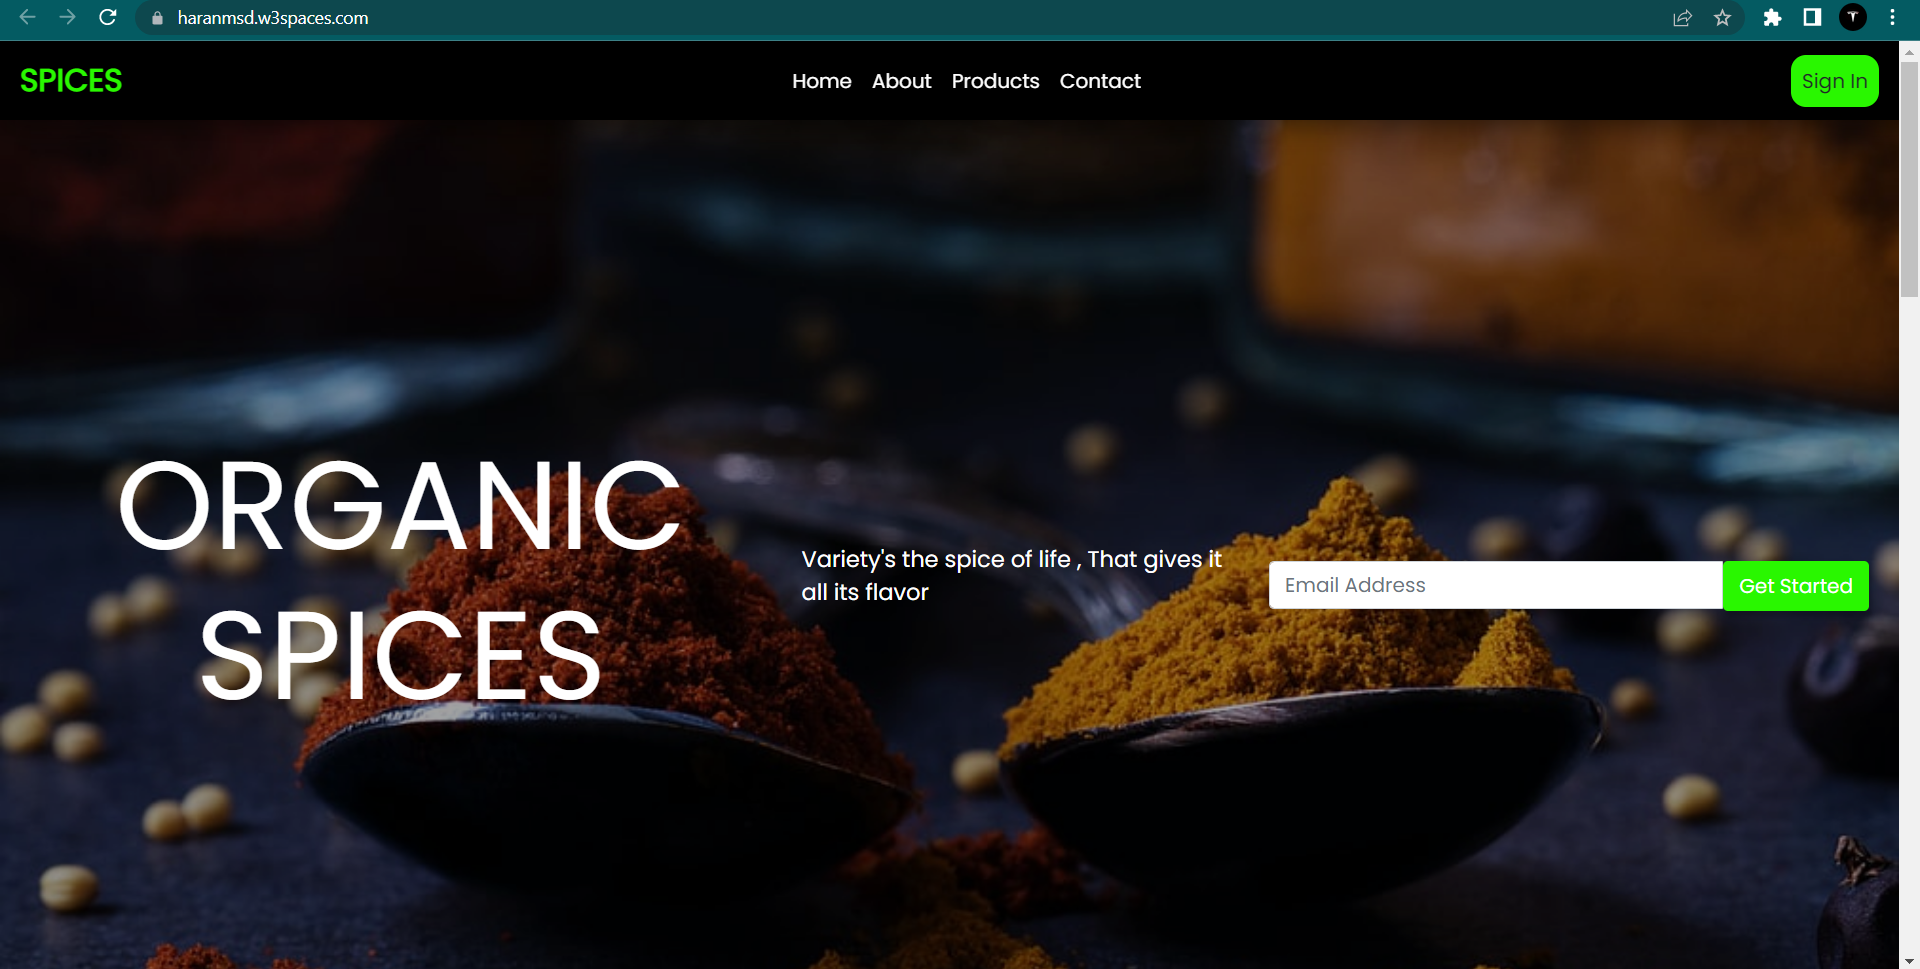 haranmsd.w3spaces.com
SPICES
Home About Products Contact
Sign In
ORGANIC
SPICES
Variety's the spice of life , That gives it
all its flavor
Email Address
Get Started